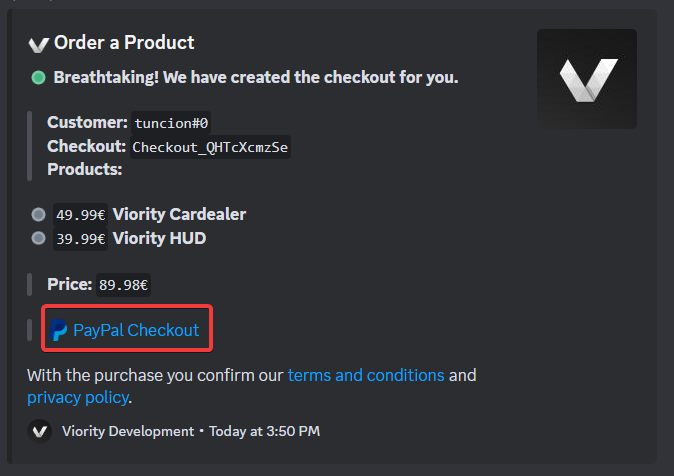 Order a Product
Breathtaking! We have created the checkout for you.
Customer: tuncion#0
Checkout: Checkout_QHTcXcmzSe
Products:
49.99€ Viority Cardealer
39.99€ Viority HUD
Price: 89.98€
PayPal Checkout
With the purchase you confirm our terms and conditions and
privacy policy.
Viority Development • Today at 3:50 PM